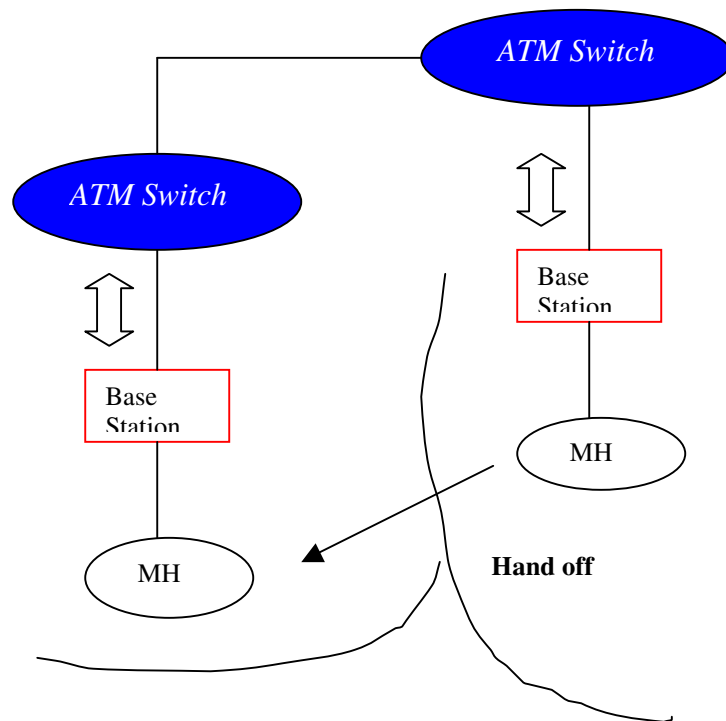 ATM Switch
ATM Switch
Base
Station
Base
Station
MH
MH
Hand off